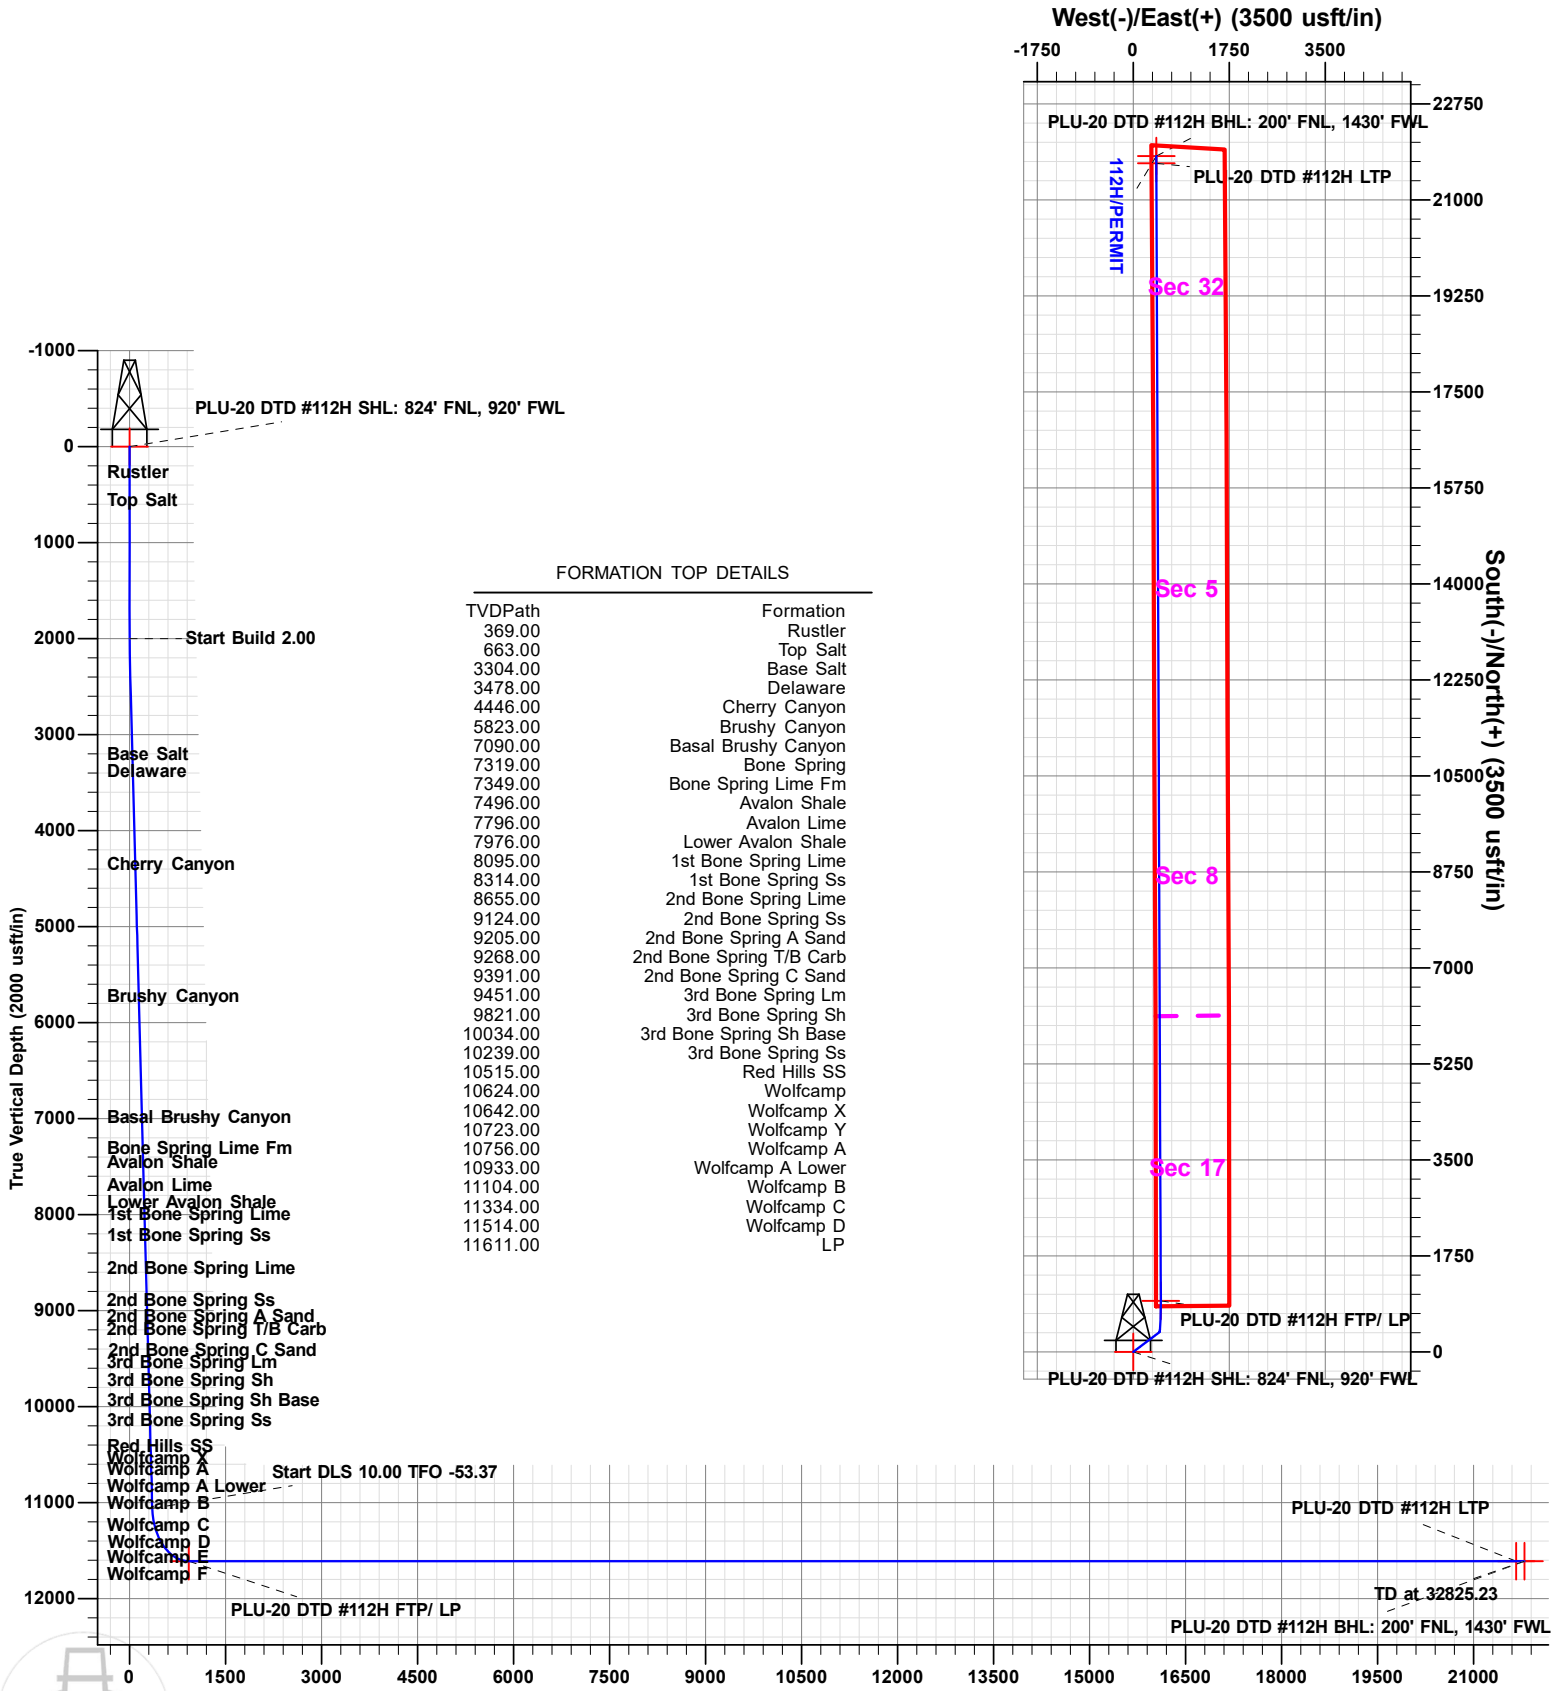 West(-)/East(+) (3500 usft/in)
-1750 0 1750 3500
22750
PLU-20 DTD #112H BHL: 200' FNL, 1430' FWL
112H/PERMIT
PLU-20 DTD #112H LTP
21000
Sec 32
19250
17500
15750
Sec 5
14000
South(-)/North(+) (3500 usft/in)
12250
10500
Sec 8
8750
7000
5250
Sec 17
3500
1750
PLU-20 DTD #112H FTP/ LP
0
PLU-20 DTD #112H SHL: 824' FNL, 920' FWL
True Vertical Depth (2000 usft/in)
-1000
PLU-20 DTD #112H SHL: 824' FNL, 920' FWL
0
Rustler
Top Salt
1000
2000
Start Build 2.00
3000
Base Salt
Delaware
4000
Cherry Canyon
5000
Brushy Canyon
6000
7000
Basal Brushy Canyon
Bone Spring Lime Fm
Avalon Shale
Avalon Lime
Lower Avalon Shale
8000
1st Bone Spring Lime
1st Bone Spring Ss
2nd Bone Spring Lime
2nd Bone Spring Ss
9000
2nd Bone Spring A Sand
2nd Bone Spring T/B Carb
2nd Bone Spring C Sand
3rd Bone Spring Lm
3rd Bone Spring Sh
3rd Bone Spring Sh Base
10000
3rd Bone Spring Ss
Red Hills SS
Wolfcamp X
Wolfcamp A
Start DLS 10.00 TFO -53.37
Wolfcamp A Lower
11000
Wolfcamp B
Wolfcamp C
Wolfcamp D
Wolfcamp E
Wolfcamp F
12000
PLU-20 DTD #112H FTP/ LP
PLU-20 DTD #112H LTP
TD at 32825.23
PLU-20 DTD #112H BHL: 200' FNL, 1430' FWL
0 1500 3000 4500 6000 7500 9000 10500 12000 13500 15000 16500 18000 19500 21000
FORMATION TOP DETAILS
TVDPath Formation
369.00 Rustler
663.00 Top Salt
3304.00 Base Salt
3478.00 Delaware
4446.00 Cherry Canyon
5823.00 Brushy Canyon
7090.00 Basal Brushy Canyon
7319.00 Bone Spring
7349.00 Bone Spring Lime Fm
7496.00 Avalon Shale
7796.00 Avalon Lime
7976.00 Lower Avalon Shale
8095.00 1st Bone Spring Lime
8314.00 1st Bone Spring Ss
8655.00 2nd Bone Spring Lime
9124.00 2nd Bone Spring Ss
9205.00 2nd Bone Spring A Sand
9268.00 2nd Bone Spring T/B Carb
9391.00 2nd Bone Spring C Sand
9451.00 3rd Bone Spring Lm
9821.00 3rd Bone Spring Sh
10034.00 3rd Bone Spring Sh Base
10239.00 3rd Bone Spring Ss
10515.00 Red Hills SS
10624.00 Wolfcamp
10642.00 Wolfcamp X
10723.00 Wolfcamp Y
10756.00 Wolfcamp A
10933.00 Wolfcamp A Lower
11104.00 Wolfcamp B
11334.00 Wolfcamp C
11514.00 Wolfcamp D
11611.00 LP